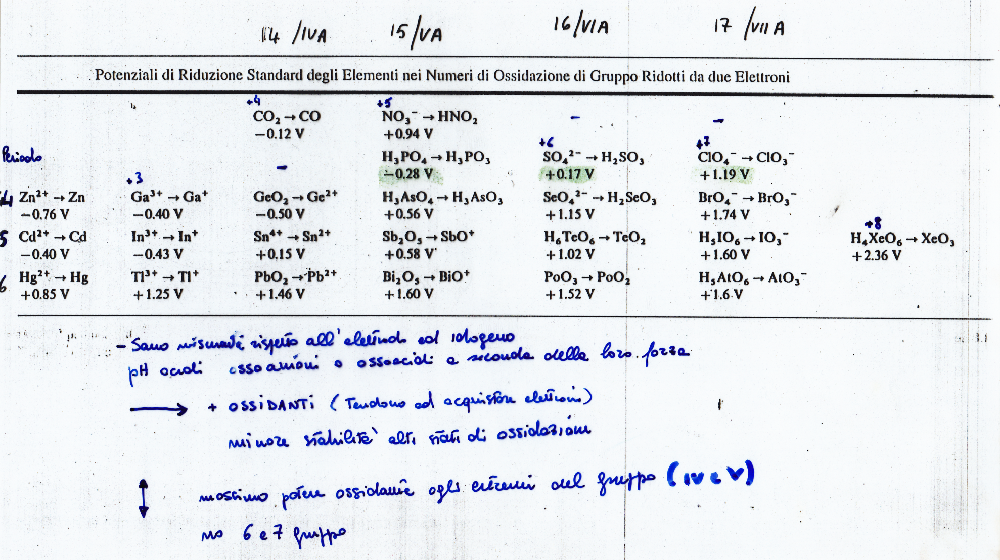 14 /IVA 15/VA 16/VIA 17 /VIIA
Potenziali di Riduzione Standard degli Elementi nei Numeri di Ossidazione di Gruppo Ridotti da due Elettroni
+4 +5
CO₂ → CO NO₃⁻ → HNO₂ - -
−0.12 V +0.94 V
+6 +7
Periodo - H₃PO₄ → H₃PO₃ SO₄²⁻ → H₂SO₃ ClO₄⁻ → ClO₃⁻
+3 −0.28 V +0.17 V +1.19 V
4 Zn²⁺ → Zn Ga³⁺ → Ga⁺ GeO₂ → Ge²⁺ H₃AsO₄ → H₃AsO₃ SeO₄²⁻ → H₂SeO₃ BrO₄⁻ → BrO₃⁻
−0.76 V −0.40 V −0.50 V +0.56 V +1.15 V +1.74 V
+8
5 Cd²⁺ → Cd In³⁺ → In⁺ Sn⁴⁺ → Sn²⁺ Sb₂O₅ → SbO⁺ H₆TeO₆ → TeO₂ H₅IO₆ → IO₃⁻ H₄XeO₆ → XeO₃
−0.40 V −0.43 V +0.15 V +0.58 V +1.02 V +1.60 V +2.36 V
6 Hg²⁺ → Hg Tl³⁺ → Tl⁺ PbO₂ → Pb²⁺ Bi₂O₅ → BiO⁺ PoO₃ → PoO₂ H₅AtO₆ → AtO₃⁻
+0.85 V +1.25 V +1.46 V +1.60 V +1.52 V +1.6 V
- Sono misurati rispetto all'elettrodo ad idrogeno
pH acidi ossoanioni o ossoacidi a seconda della loro forza
→ + OSSIDANTI (Tendono ad acquistare elettroni)
minore stabilità alti stati di ossidazione
↕ massimo potere ossidante agli estremi del gruppo (IV e V)
no 6 e 7 gruppo